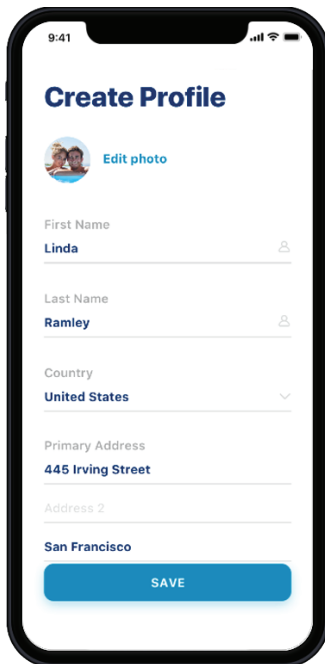 9:41
Create Profile
Edit photo
First Name
Linda
Last Name
Ramley
Country
United States
Primary Address
445 Irving Street
Address 2
San Francisco
SAVE